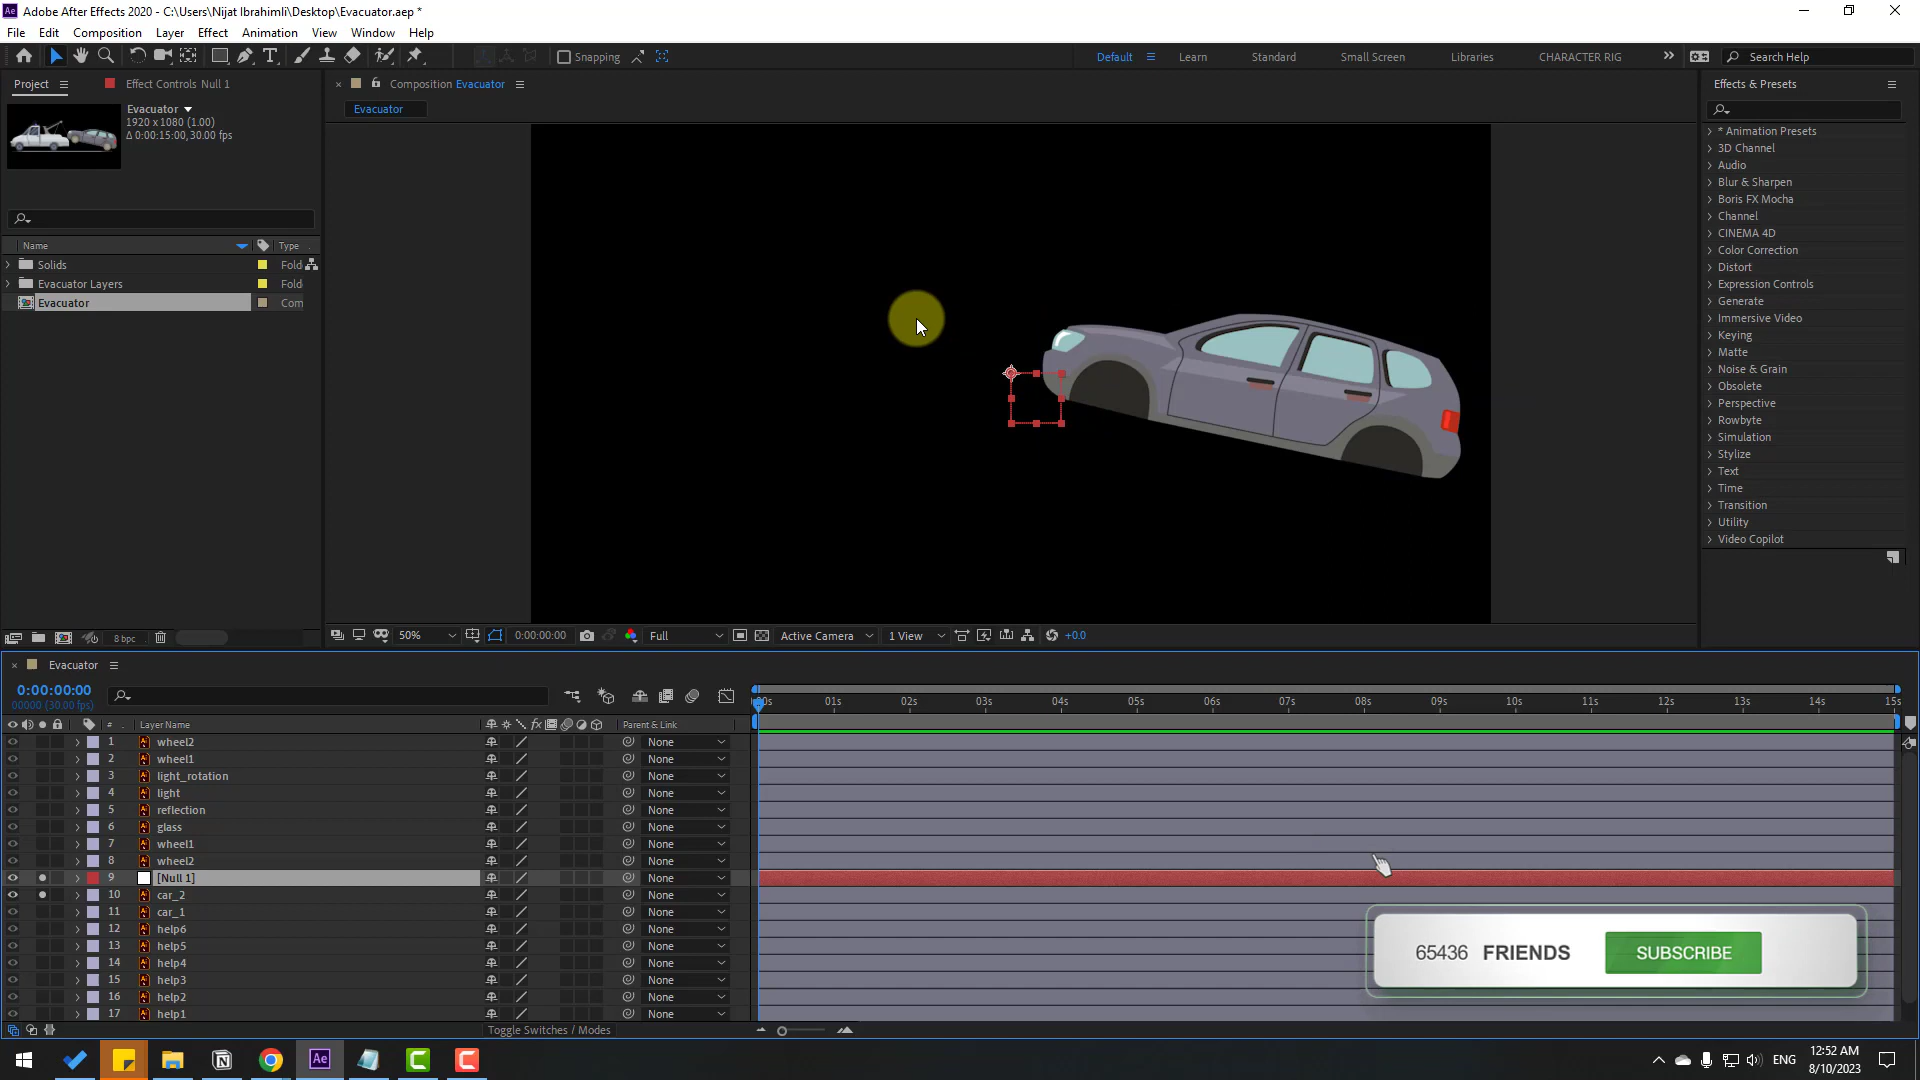 Adobe After Effects 2020 - C:\Users\Nijat Ibrahimli\Desktop\Evacuator.aep *
File Edit Composition Layer Effect Animation View Window Help
Snapping Default Learn Standard Small Screen Libraries CHARACTER RIG Search Help
Project Effect Controls Null 1 Composition Evacuator Effects & Presets
Evacuator
1920 x 1080 (1.00)
Δ 0:00:15:00, 30.00 fps
Evacuator
Name Type
Solids Fold
Evacuator Layers Fold
Evacuator Com
* Animation Presets
3D Channel
Audio
Blur & Sharpen
Boris FX Mocha
Channel
CINEMA 4D
Color Correction
Distort
Expression Controls
Generate
Immersive Video
Keying
Matte
Noise & Grain
Obsolete
Perspective
Rowbyte
Simulation
Stylize
Text
Time
Transition
Utility
Video Copilot
8 bpc 50% 0:00:00:00 Full Active Camera 1 View +0.0
Evacuator
0:00:00:00
00000 (30.00 fps)
00s 01s 02s 03s 04s 05s 06s 07s 08s 09s 10s 11s 12s 13s 14s 15s
# Layer Name fx Parent & Link
1 wheel2 None
2 wheel1 None
3 light_rotation None
4 light None
5 reflection None
6 glass None
7 wheel1 None
8 wheel2 None
9 [Null 1] None
10 car_2 None
11 car_1 None
12 help6 None
13 help5 None
14 help4 None
15 help3 None
16 help2 None
17 help1 None
65436 FRIENDS SUBSCRIBE
Toggle Switches / Modes
Ae ENG 12:52 AM
8/10/2023